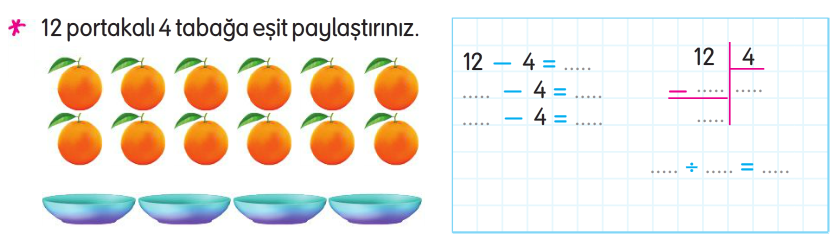 * 12 portakalı 4 tabağa eşit paylaştırınız.
12 − 4 = .....
..... − 4 = .....
..... − 4 = .....
12 4
− ..... .....
.....
..... ÷ ..... = .....